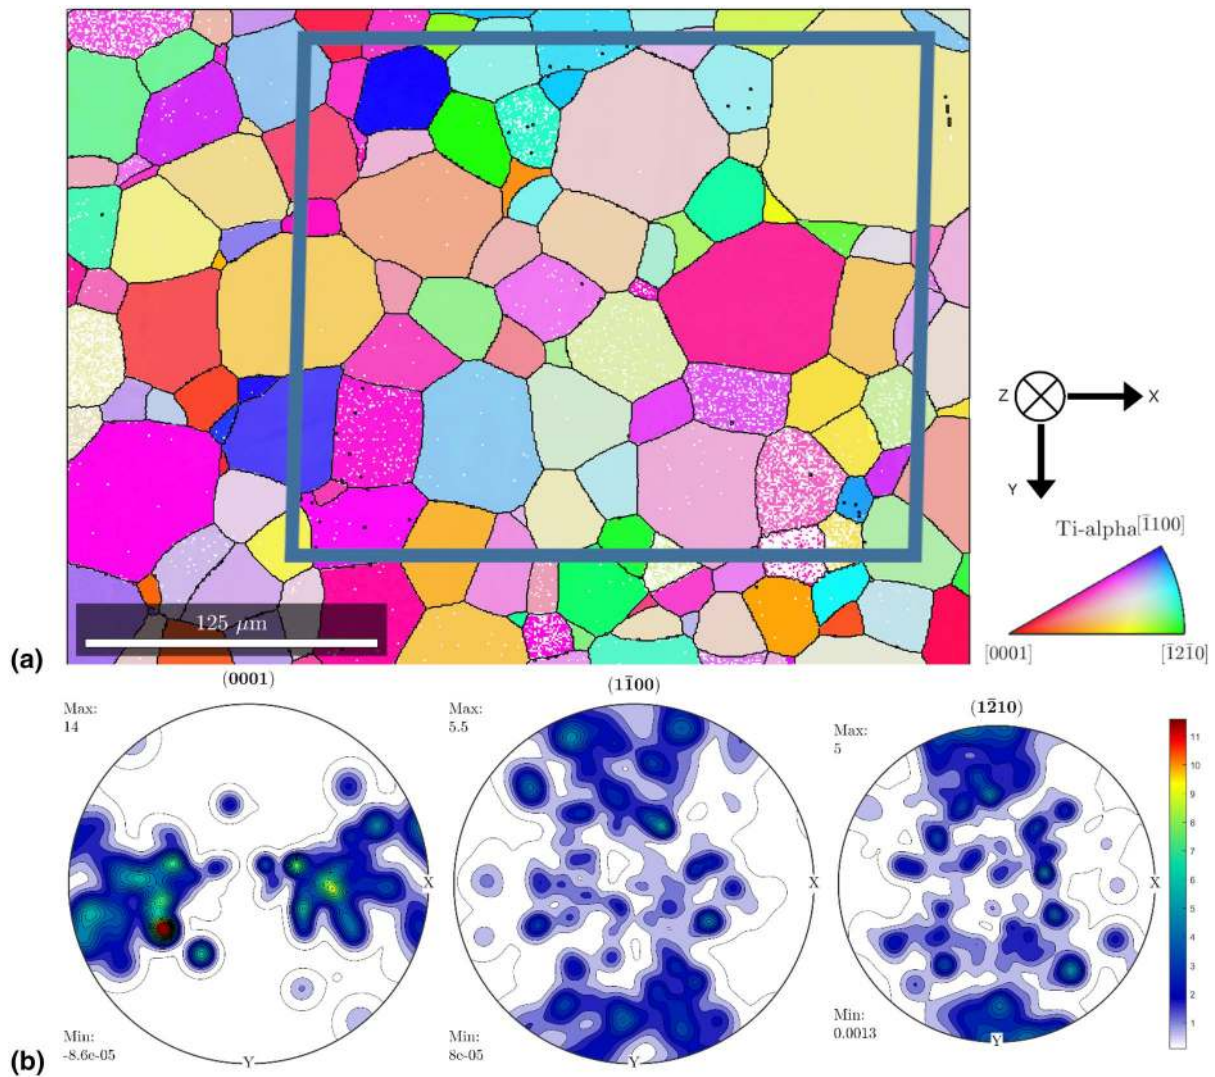 125 μm
Z
X
Y
Ti-alpha
[1̄100]
[0001]
[1̄21̄0]
(a)
(0001)
Max:
14
X
Min:
-8.6e-05
Y
(11̄00)
Max:
5.5
X
Min:
8e-05
Y
(12̄10)
Max:
5
X
Min:
0.0013
Y
11
10
9
8
7
6
5
4
3
2
1
(b)